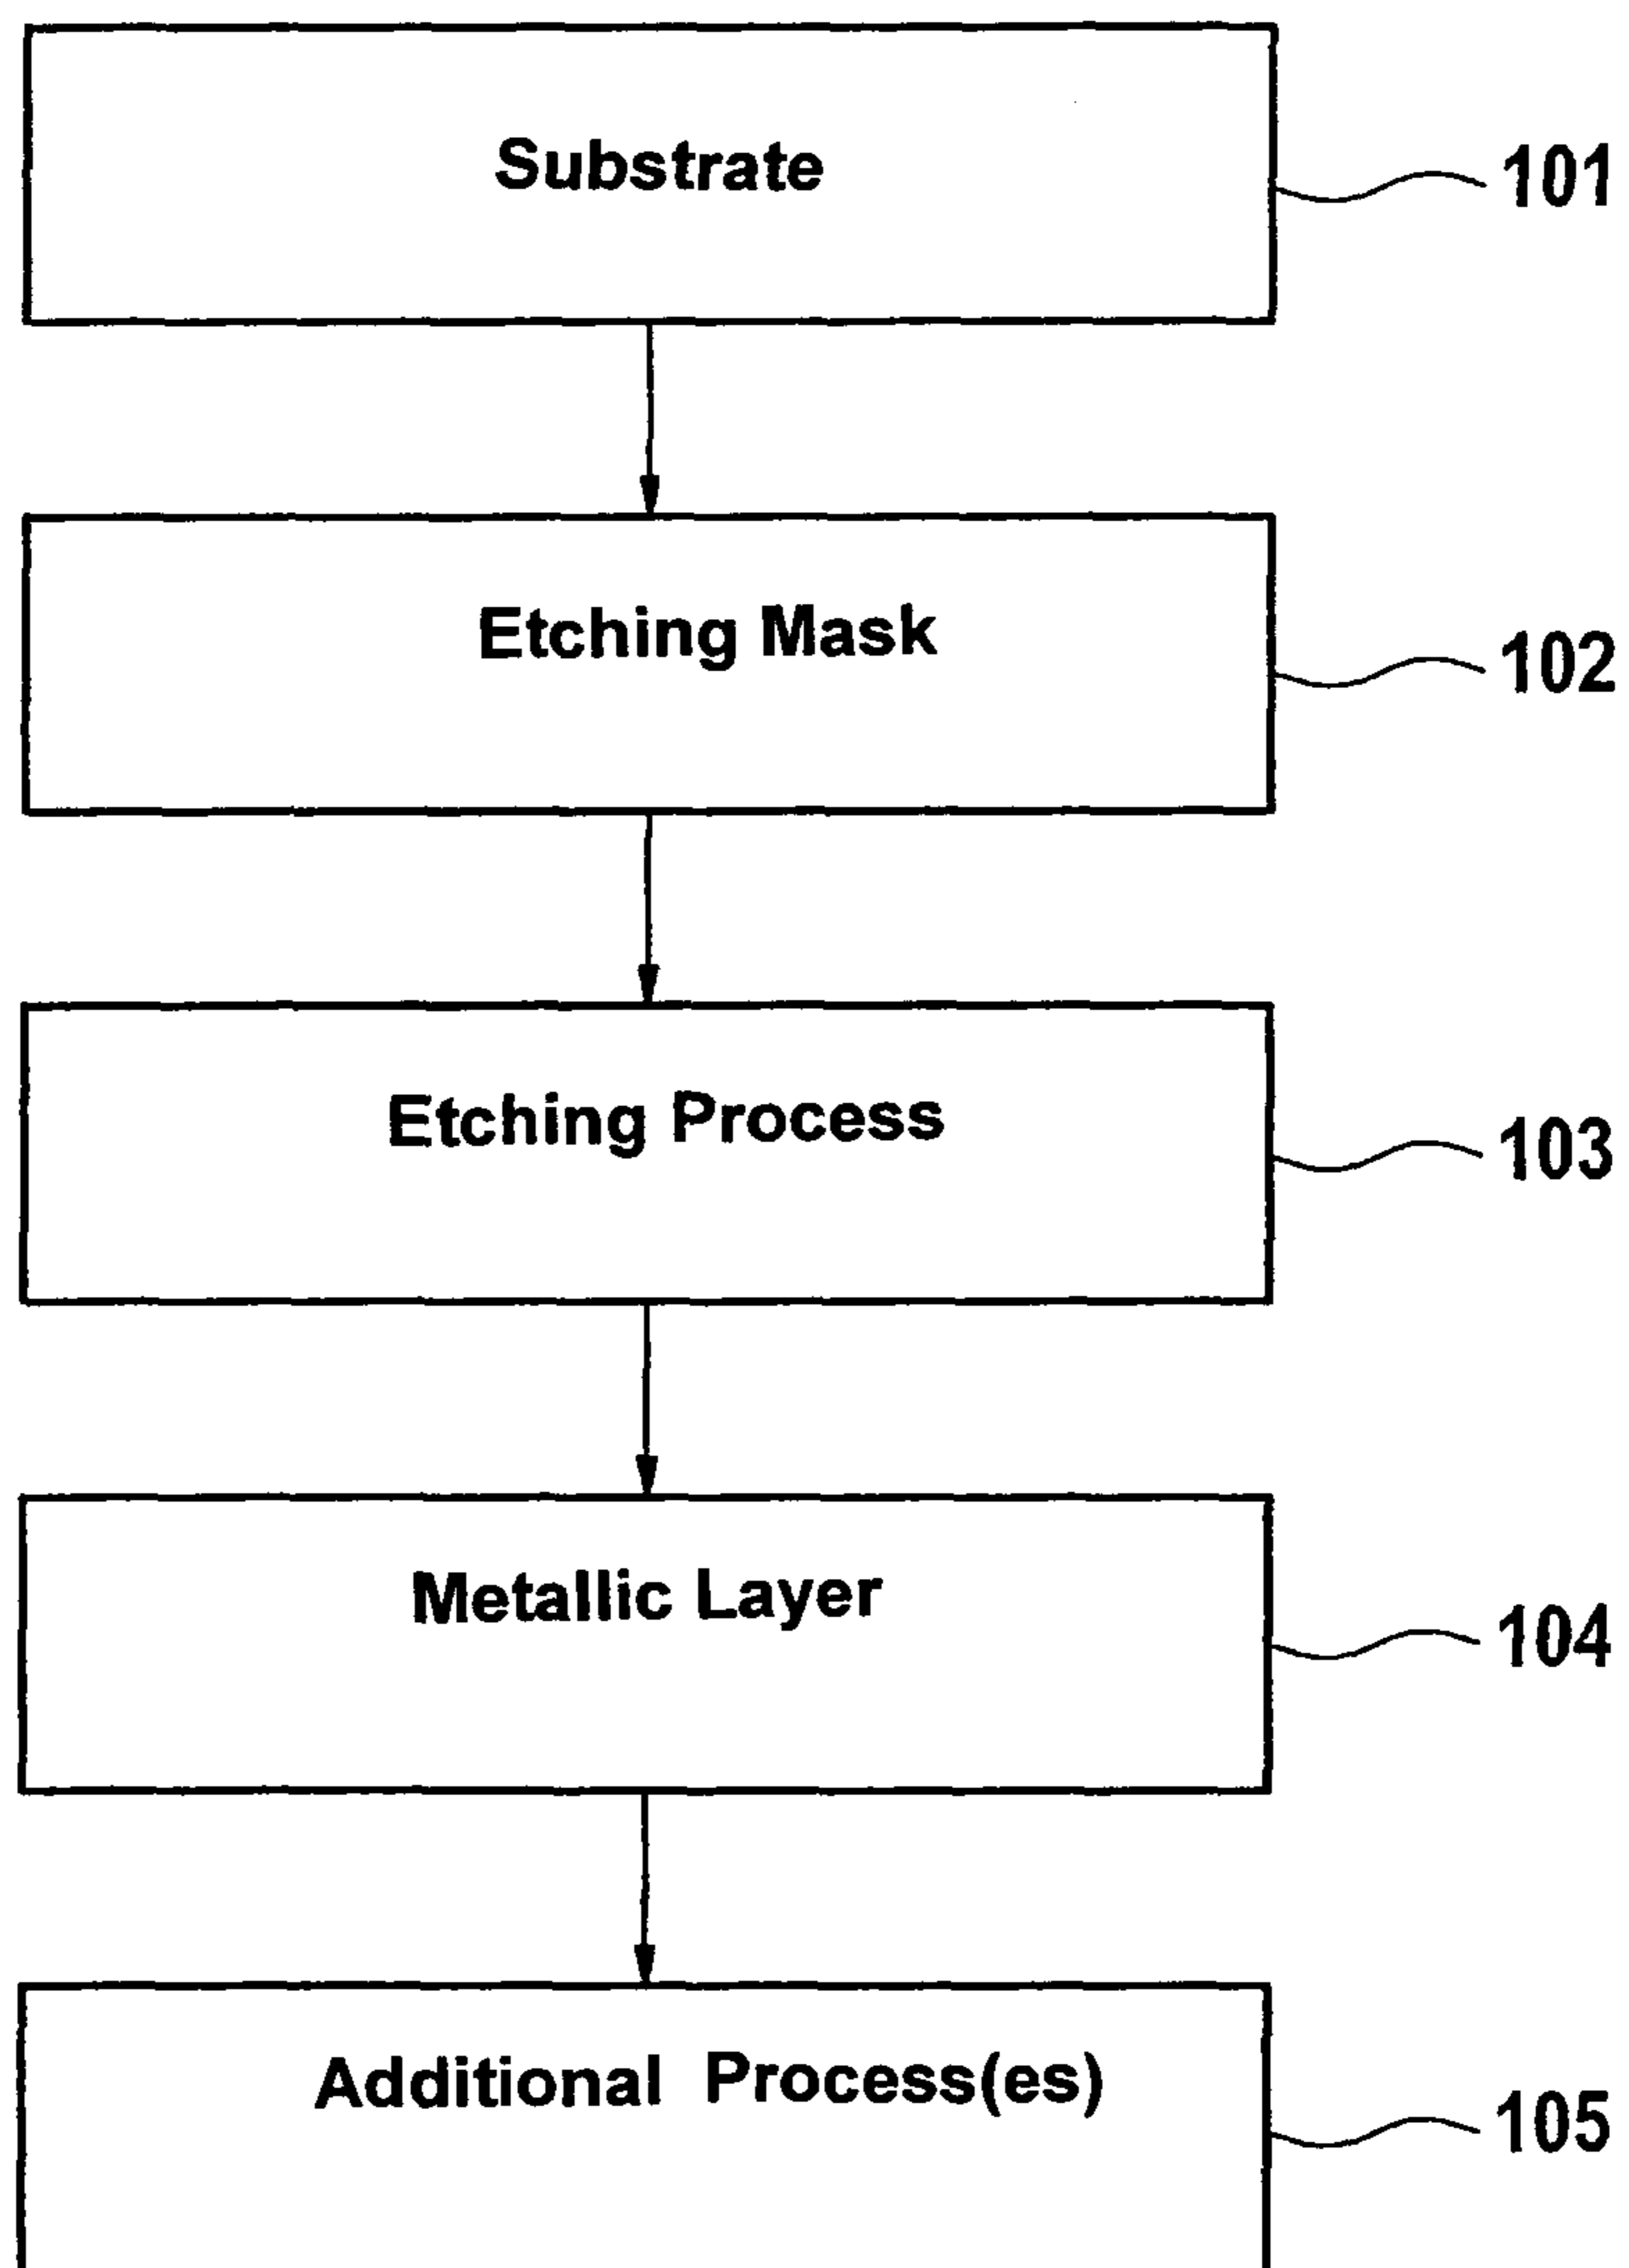 Substrate
101
Etching Mask
102
Etching Process
103
Metallic Layer
104
Additional Process(es)
105